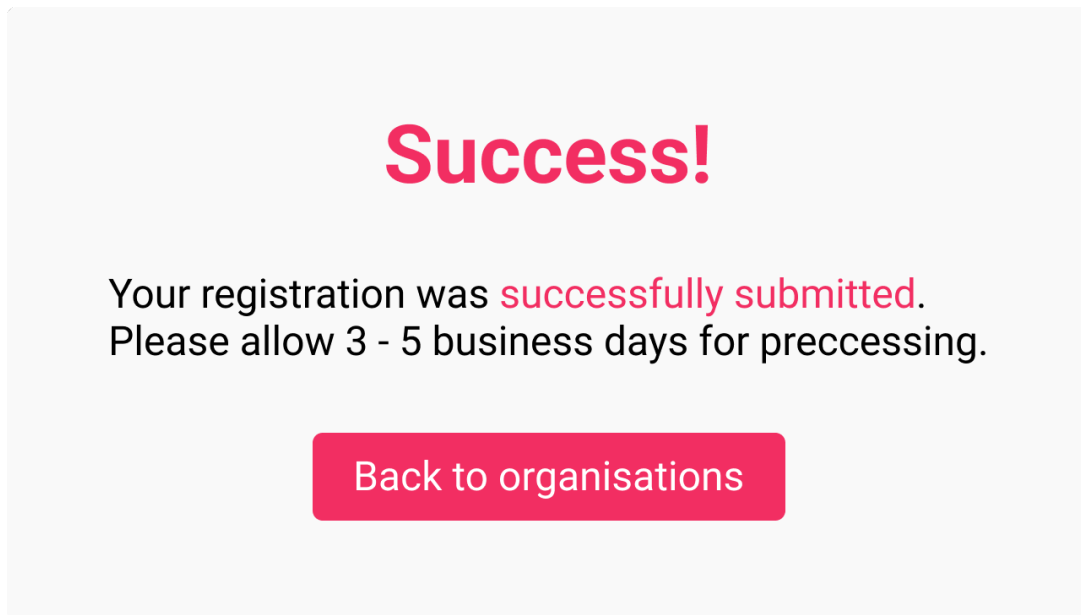 Success!
Your registration was successfully submitted.
Please allow 3 - 5 business days for preccessing.
Back to organisations